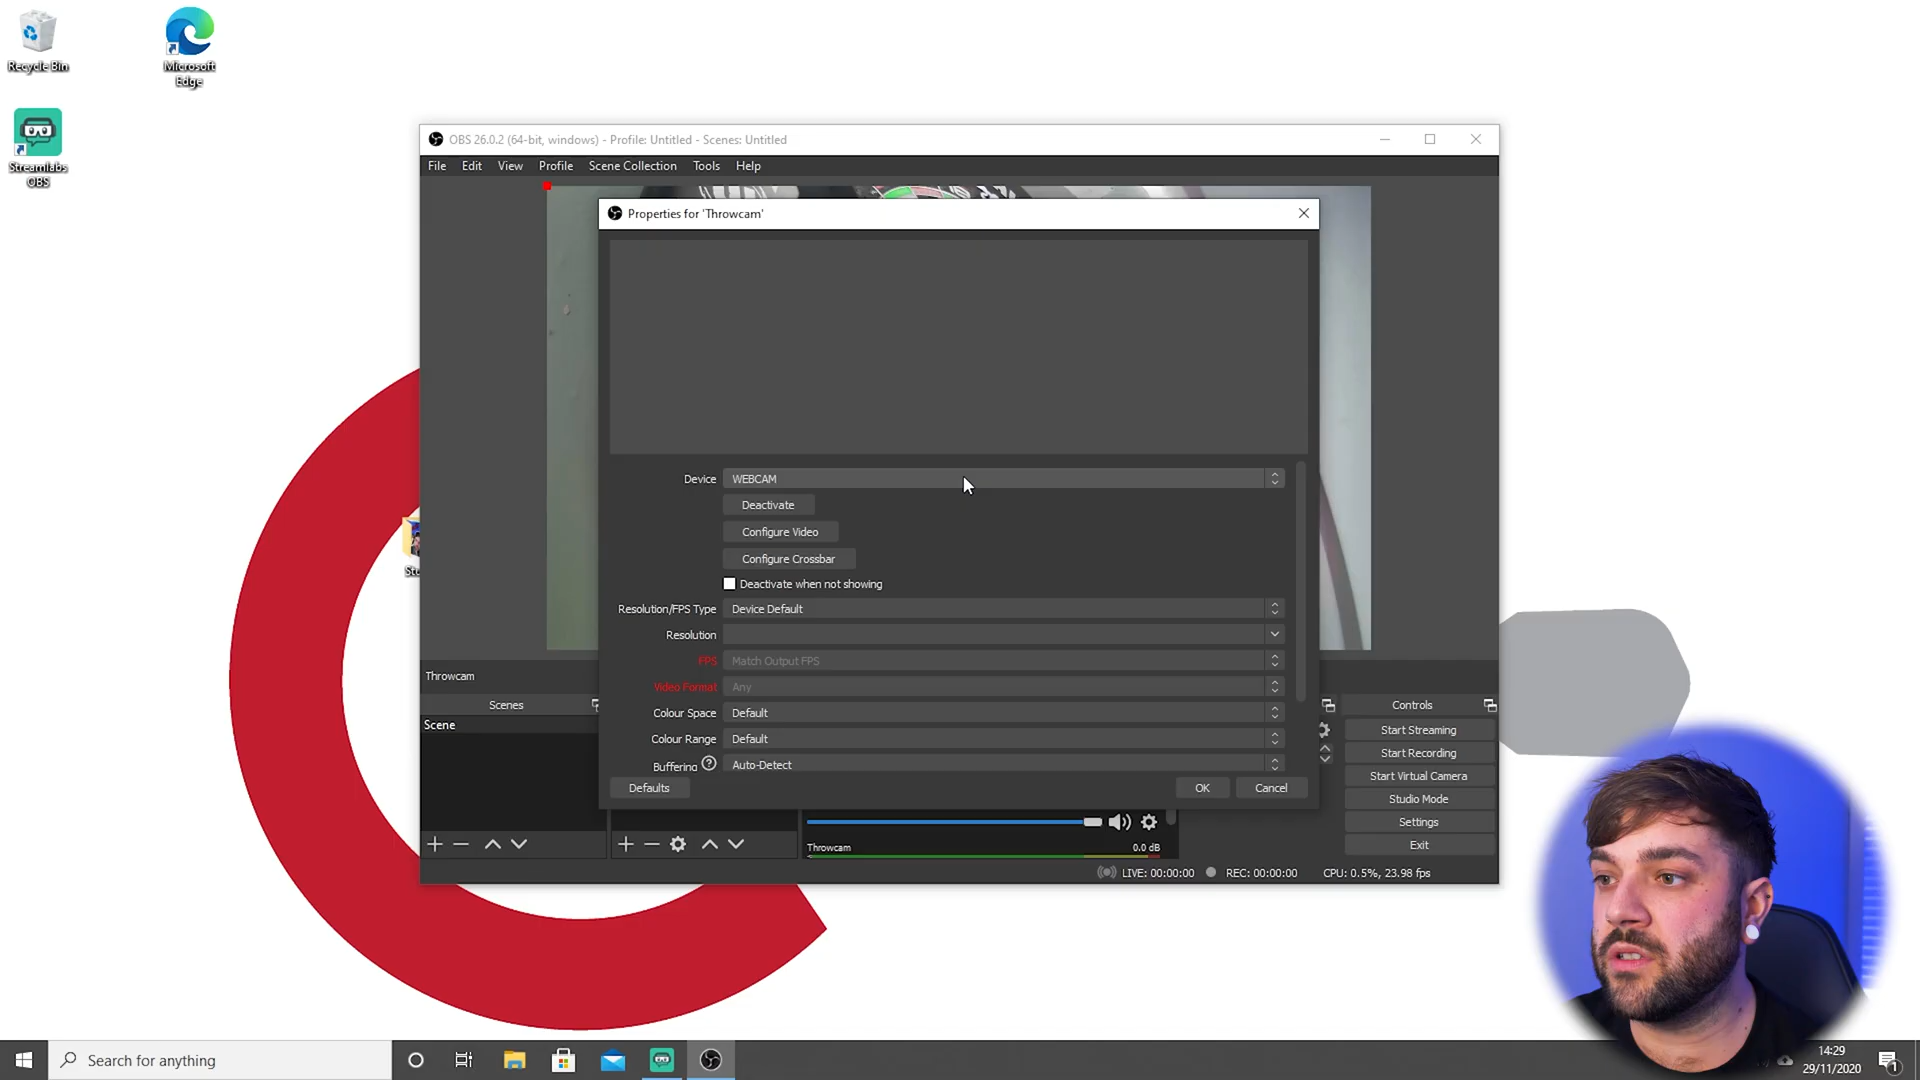 Recycle Bin
Microsoft
Edge
Streamlabs
OBS
OBS 26.0.2 (64-bit, windows) - Profile: Untitled - Scenes: Untitled
File Edit View Profile Scene Collection Tools Help
Properties for 'Throwcam'
Device WEBCAM
Deactivate
Configure Video
Configure Crossbar
Deactivate when not showing
Resolution/FPS Type Device Default
Resolution
FPS Match Output FPS
Video Format Any
Colour Space Default
Colour Range Default
Buffering Auto-Detect
Defaults OK Cancel
Throwcam
Scenes
Scene
Controls
Start Streaming
Start Recording
Start Virtual Camera
Studio Mode
Settings
Exit
Throwcam 0.0 dB
LIVE: 00:00:00 REC: 00:00:00 CPU: 0.5%, 23.98 fps
Search for anything
14:29
29/11/2020
1